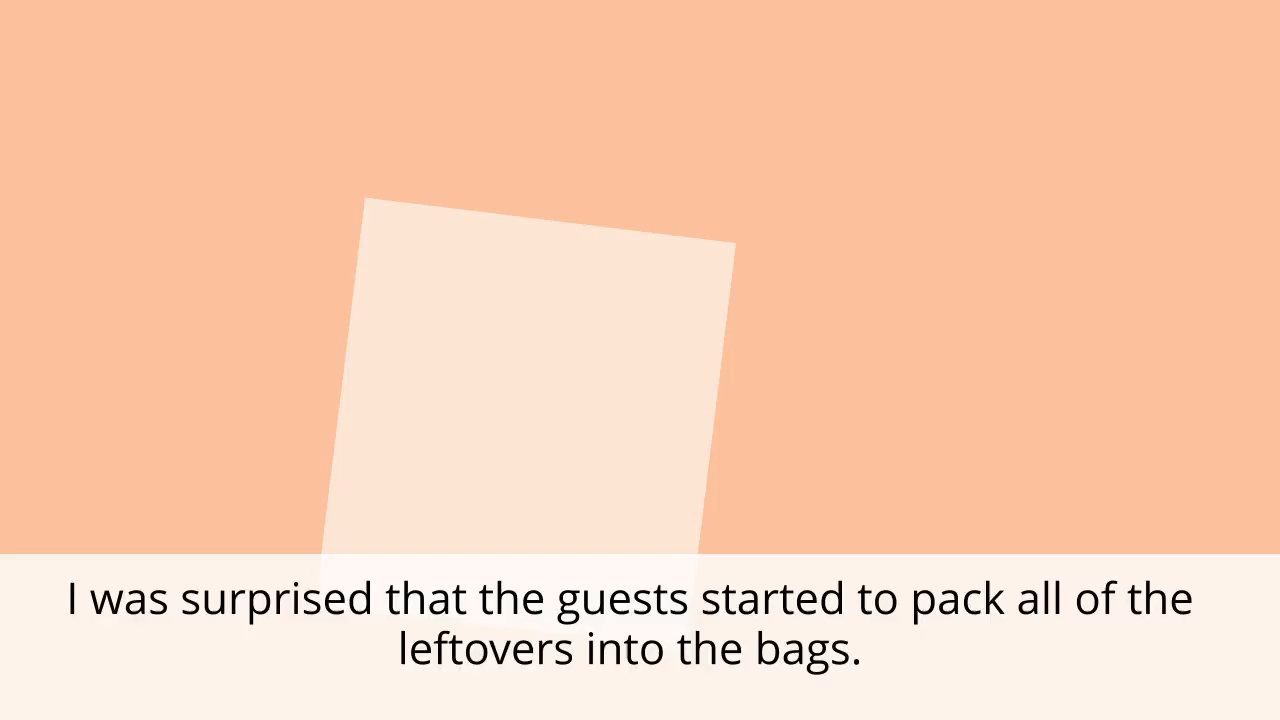 I was surprised that the guests started to pack all of the
leftovers into the bags.